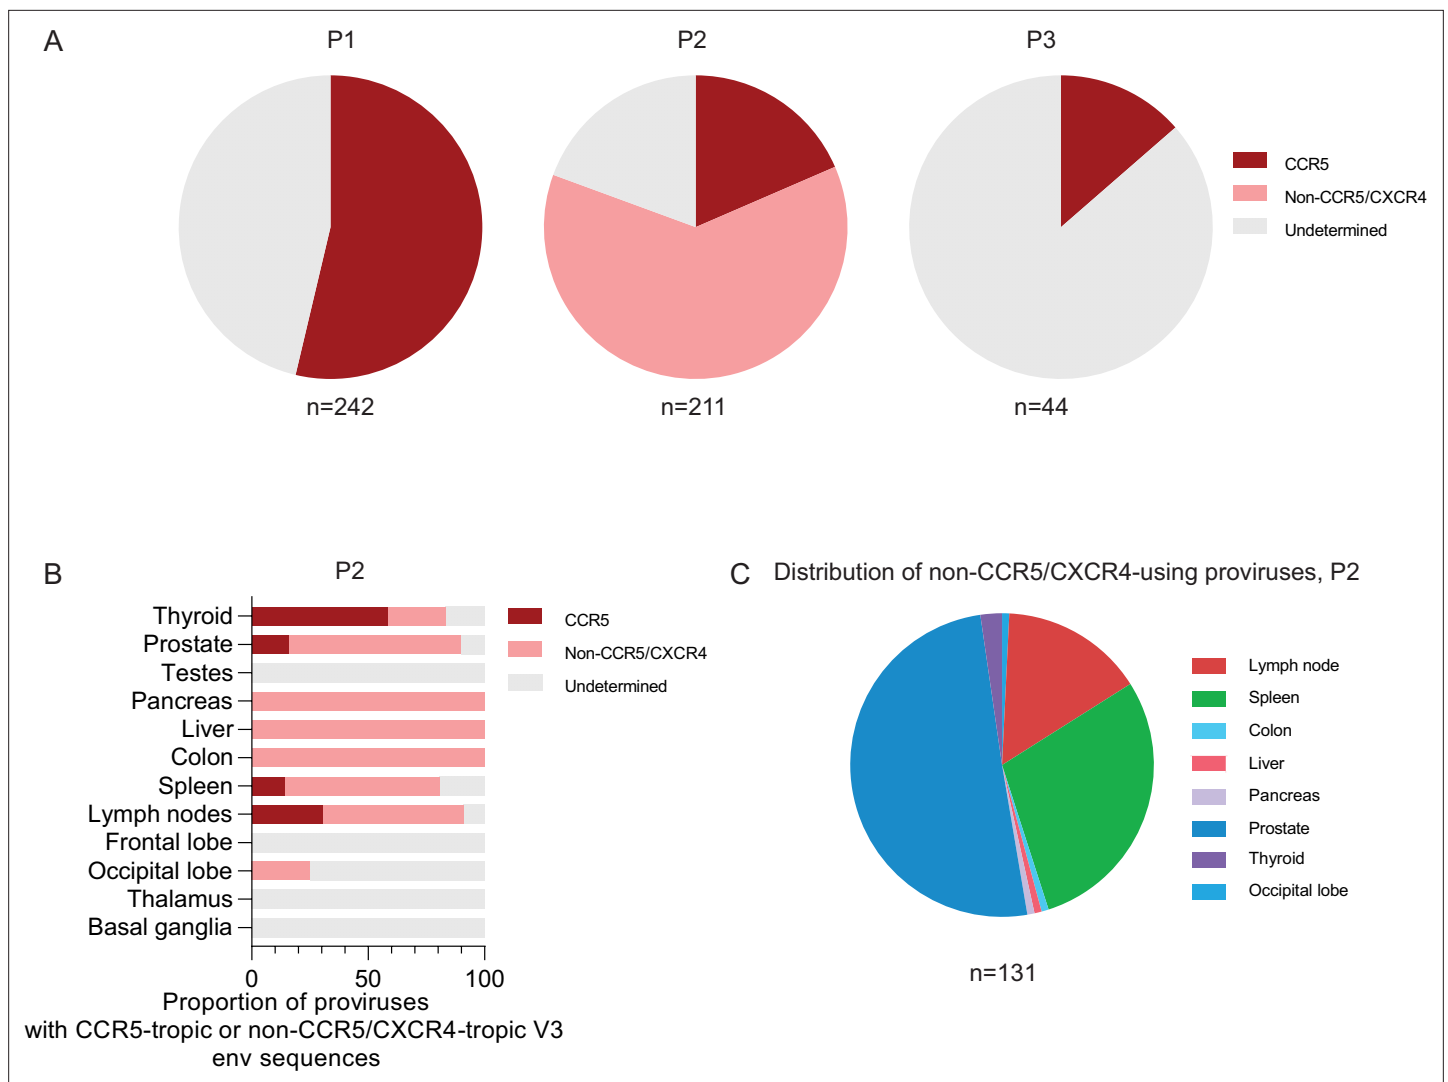 A
P1
P2
P3
CCR5
Non-CCR5/CXCR4
Undetermined
n=242
n=211
n=44
B
P2
Thyroid
Prostate
Testes
Pancreas
Liver
Colon
Spleen
Lymph nodes
Frontal lobe
Occipital lobe
Thalamus
Basal ganglia
0
50
100
Proportion of proviruses
with CCR5-tropic or non-CCR5/CXCR4-tropic V3
env sequences
CCR5
Non-CCR5/CXCR4
Undetermined
C
Distribution of non-CCR5/CXCR4-using proviruses, P2
Lymph node
Spleen
Colon
Liver
Pancreas
Prostate
Thyroid
Occipital lobe
n=131